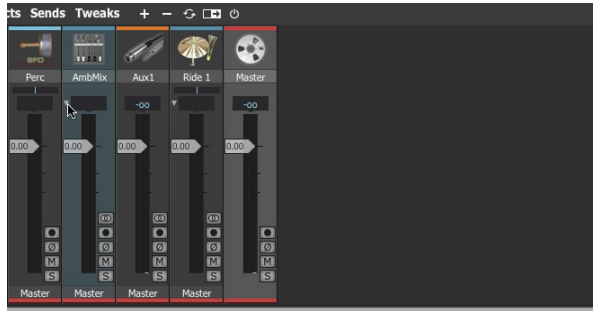 cts Sends Tweaks + −
BFD
Perc AmbMix Aux1 Ride 1 Master
-oo -oo
0.00 0.00 0.00 0.00 0.00
Ø Ø Ø Ø Ø
M M M M M
S S S S S
Master Master Master Master